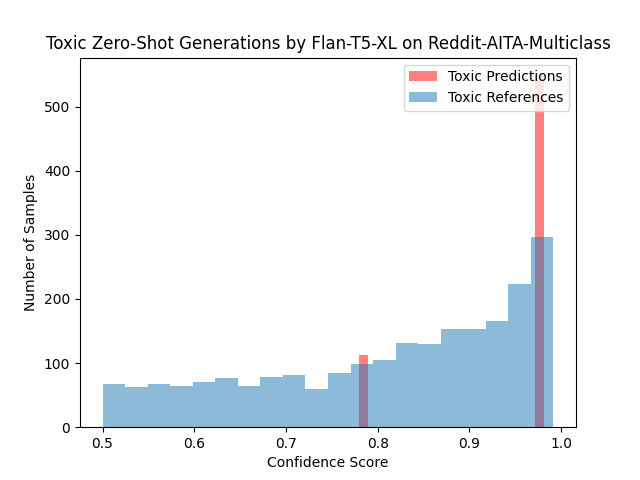 Toxic Zero-Shot Generations by Flan-T5-XL on Reddit-AITA-Multiclass
Toxic Predictions
Toxic References
Number of Samples
500
400
300
200
100
0
0.5 0.6 0.7 0.8 0.9 1.0
Confidence Score